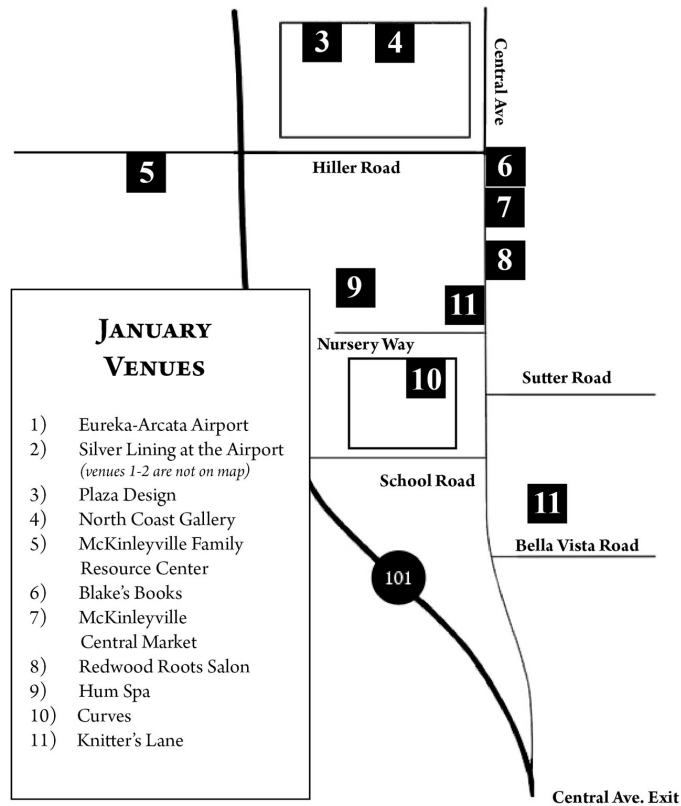 3
4
Central Ave
5
Hiller Road
6
7
8
9
11
Nursery Way
10
Sutter Road
School Road
11
Bella Vista Road
101
Central Ave. Exit
January
Venues
1) Eureka-Arcata Airport
2) Silver Lining at the Airport
(venues 1-2 are not on map)
3) Plaza Design
4) North Coast Gallery
5) McKinleyville Family
Resource Center
6) Blake's Books
7) McKinleyville
Central Market
8) Redwood Roots Salon
9) Hum Spa
10) Curves
11) Knitter's Lane